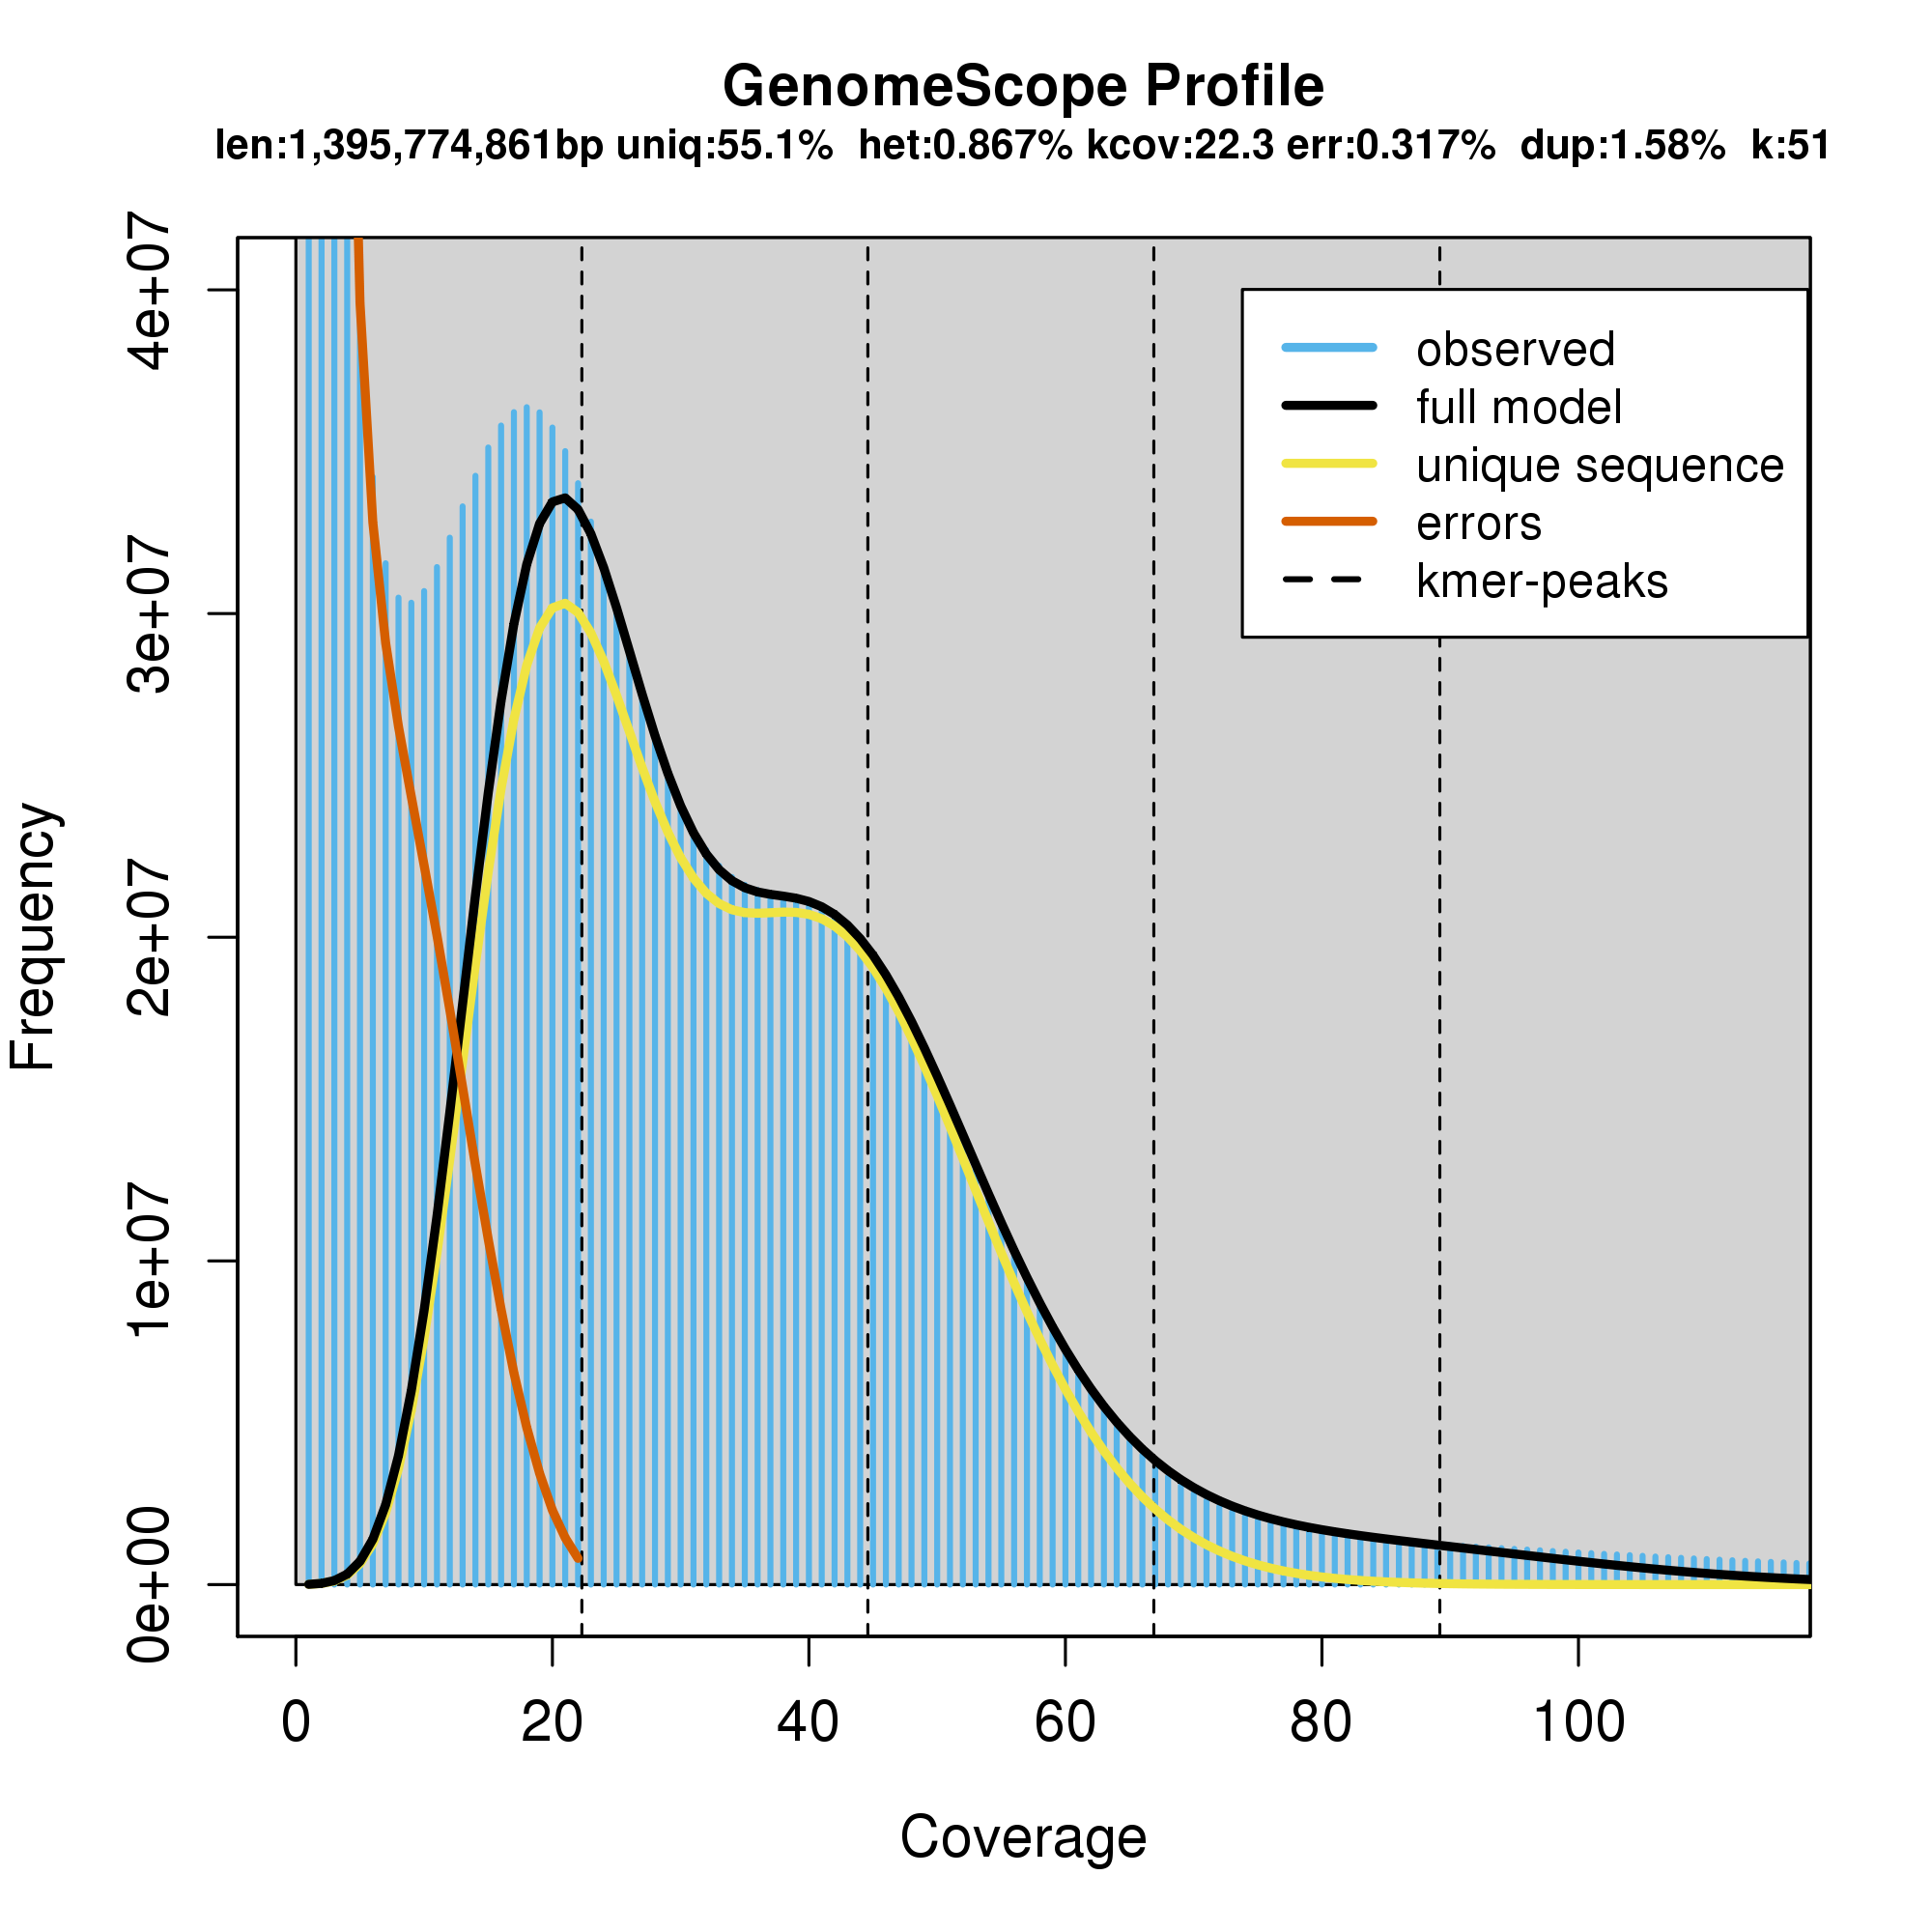 GenomeScope Profile
len:1,395,774,861bp uniq:55.1% het:0.867% kcov:22.3 err:0.317% dup:1.58% k:51
observed
full model
unique sequence
errors
kmer-peaks
4e+07
3e+07
2e+07
1e+07
0e+00
Frequency
0 20 40 60 80 100
Coverage